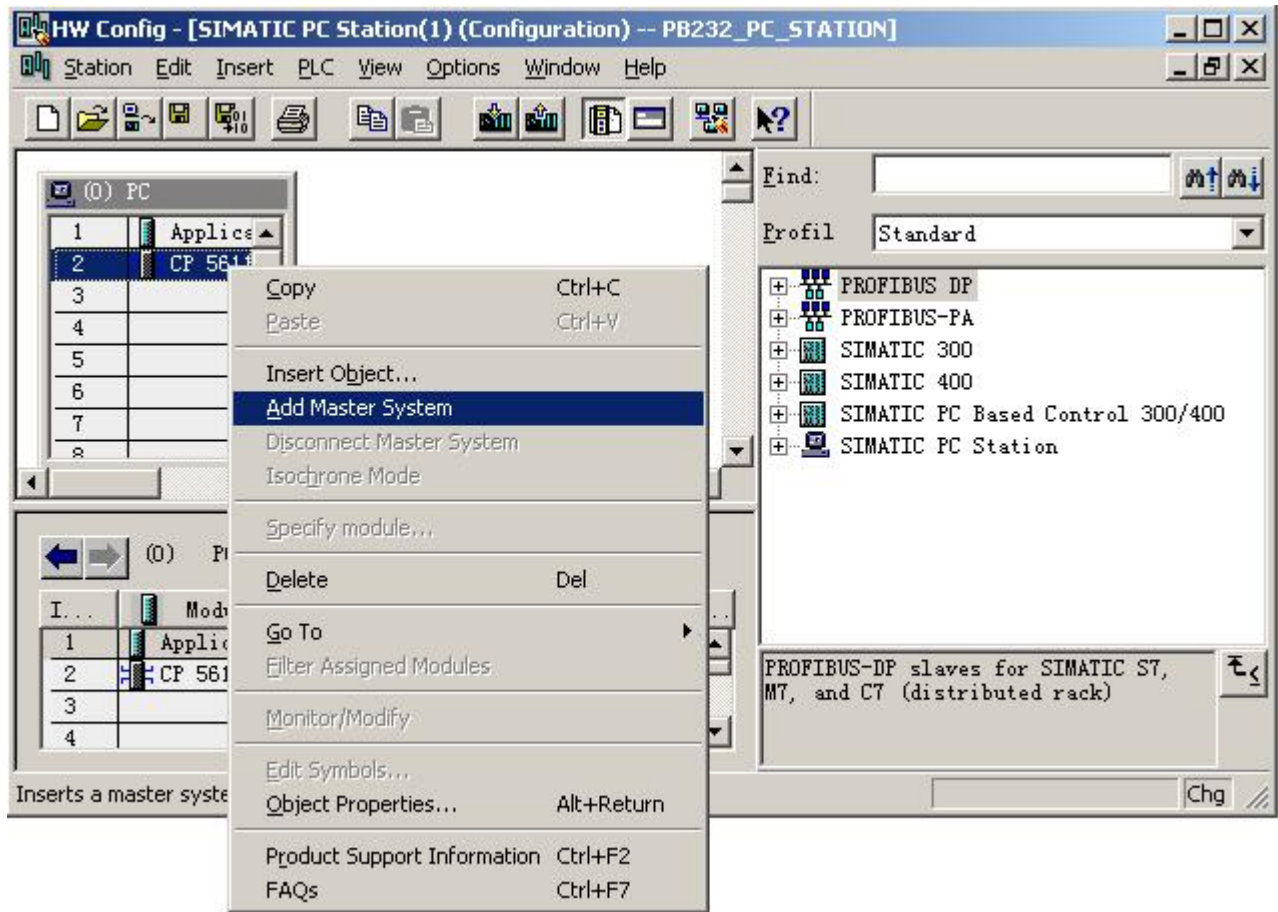 HW Config - [SIMATIC PC Station(1) (Configuration) -- PB232_PC_STATION]
Station Edit Insert PLC View Options Window Help
(0) PC
1 Applica
2 CP 5611
3
4
5
6
7
8
Copy Ctrl+C
Paste Ctrl+V
Insert Object...
Add Master System
Disconnect Master System
Isochrone Mode
Specify module...
Delete Del
Go To
Filter Assigned Modules
Monitor/Modify
Edit Symbols...
Object Properties... Alt+Return
Product Support Information Ctrl+F2
FAQs Ctrl+F7
Find:
Profil Standard
PROFIBUS DP
PROFIBUS-PA
SIMATIC 300
SIMATIC 400
SIMATIC PC Based Control 300/400
SIMATIC PC Station
(0)
I... Modu
1 Applic
2 CP 561
3
4
PROFIBUS-DP slaves for SIMATIC S7,
M7, and C7 (distributed rack)
Inserts a master syste
Chg